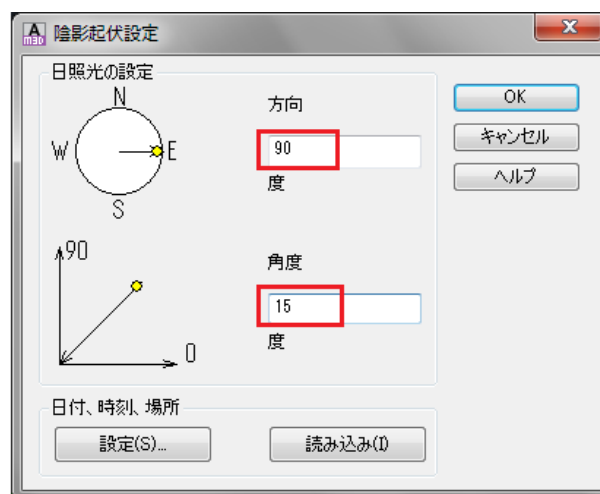 A
M3D
陰影起伏設定
日照光の設定
N
W
E
S
方向
90
度
90
0
角度
15
度
OK
キャンセル
ヘルプ
日付、時刻、場所
設定(S)...
読み込み(I)